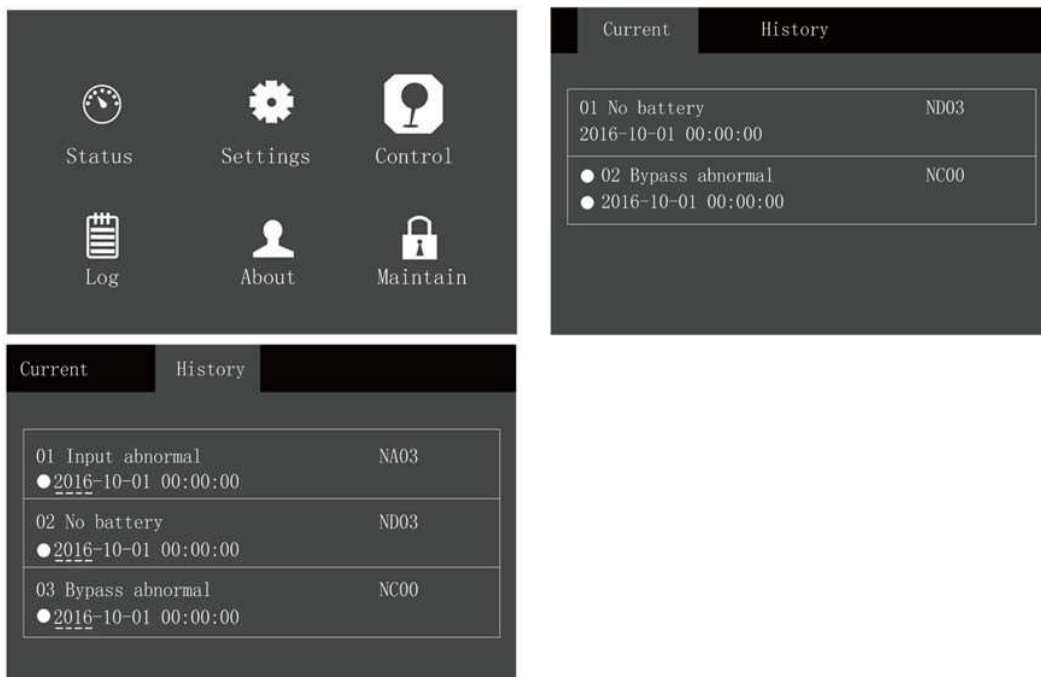 Status Settings Control
Log About Maintain
Current History
01 No battery ND03
2016-10-01 00:00:00
● 02 Bypass abnormal NC00
● 2016-10-01 00:00:00
Current History
01 Input abnormal NA03
●2016-10-01 00:00:00
02 No battery ND03
●2016-10-01 00:00:00
03 Bypass abnormal NC00
●2016-10-01 00:00:00